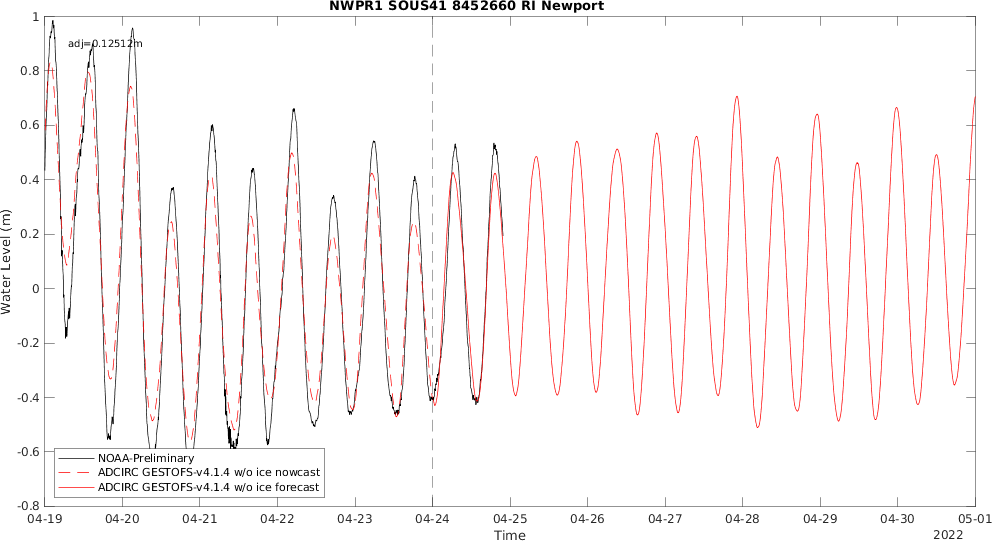 NWPR1 SOUS41 8452660 RI Newport
adj=0.12512m
1
0.8
0.6
0.4
0.2
0
-0.2
-0.4
-0.6
-0.8
Water Level (m)
NOAA-Preliminary
ADCIRC GESTOFS-v4.1.4 w/o ice nowcast
ADCIRC GESTOFS-v4.1.4 w/o ice forecast
04-19 04-20 04-21 04-22 04-23 04-24 04-25 04-26 04-27 04-28 04-29 04-30 05-01
Time
2022